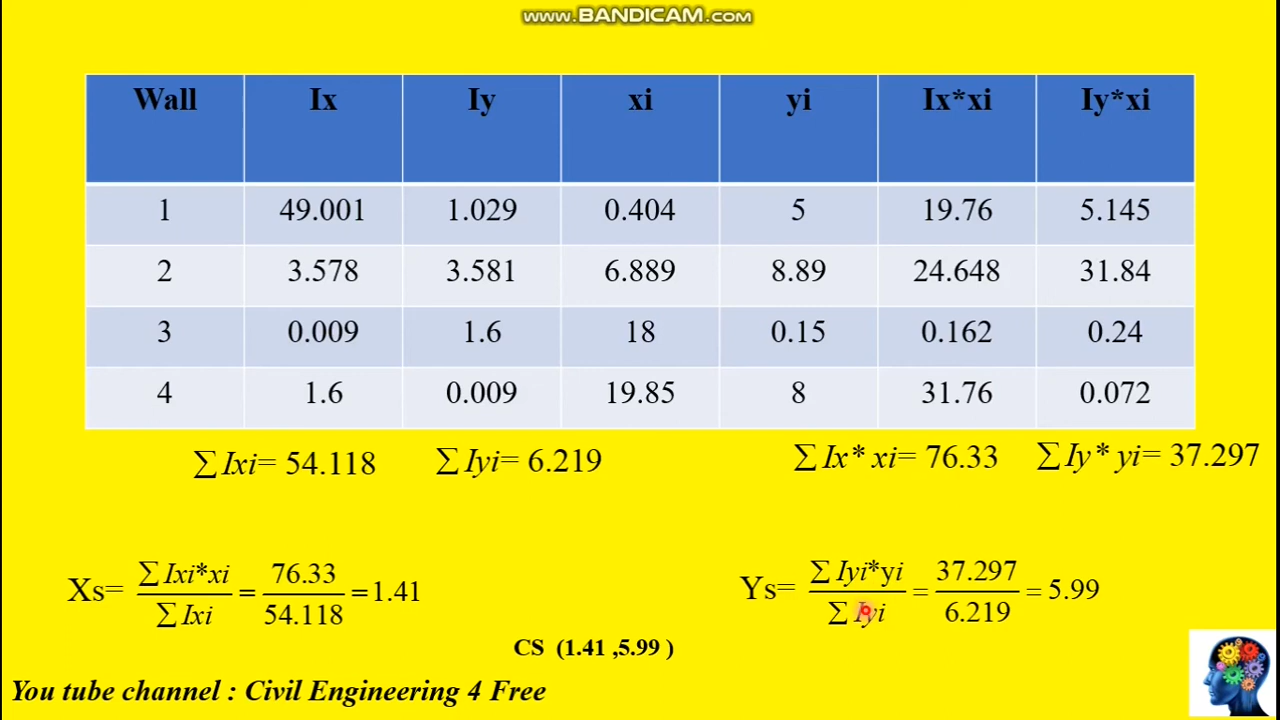 www.BANDICAM.com
Wall Ix Iy xi yi Ix*xi Iy*xi
1 49.001 1.029 0.404 5 19.76 5.145
2 3.578 3.581 6.889 8.89 24.648 31.84
3 0.009 1.6 18 0.15 0.162 0.24
4 1.6 0.009 19.85 8 31.76 0.072
∑Ixi= 54.118 ∑Iyi= 6.219 ∑Ix* xi= 76.33 ∑Iy* yi= 37.297
Xs= ∑Ixi*xi / ∑Ixi = 76.33 / 54.118 = 1.41
Ys= ∑Iyi*yi / ∑Iyi = 37.297 / 6.219 = 5.99
CS (1.41 ,5.99 )
You tube channel : Civil Engineering 4 Free